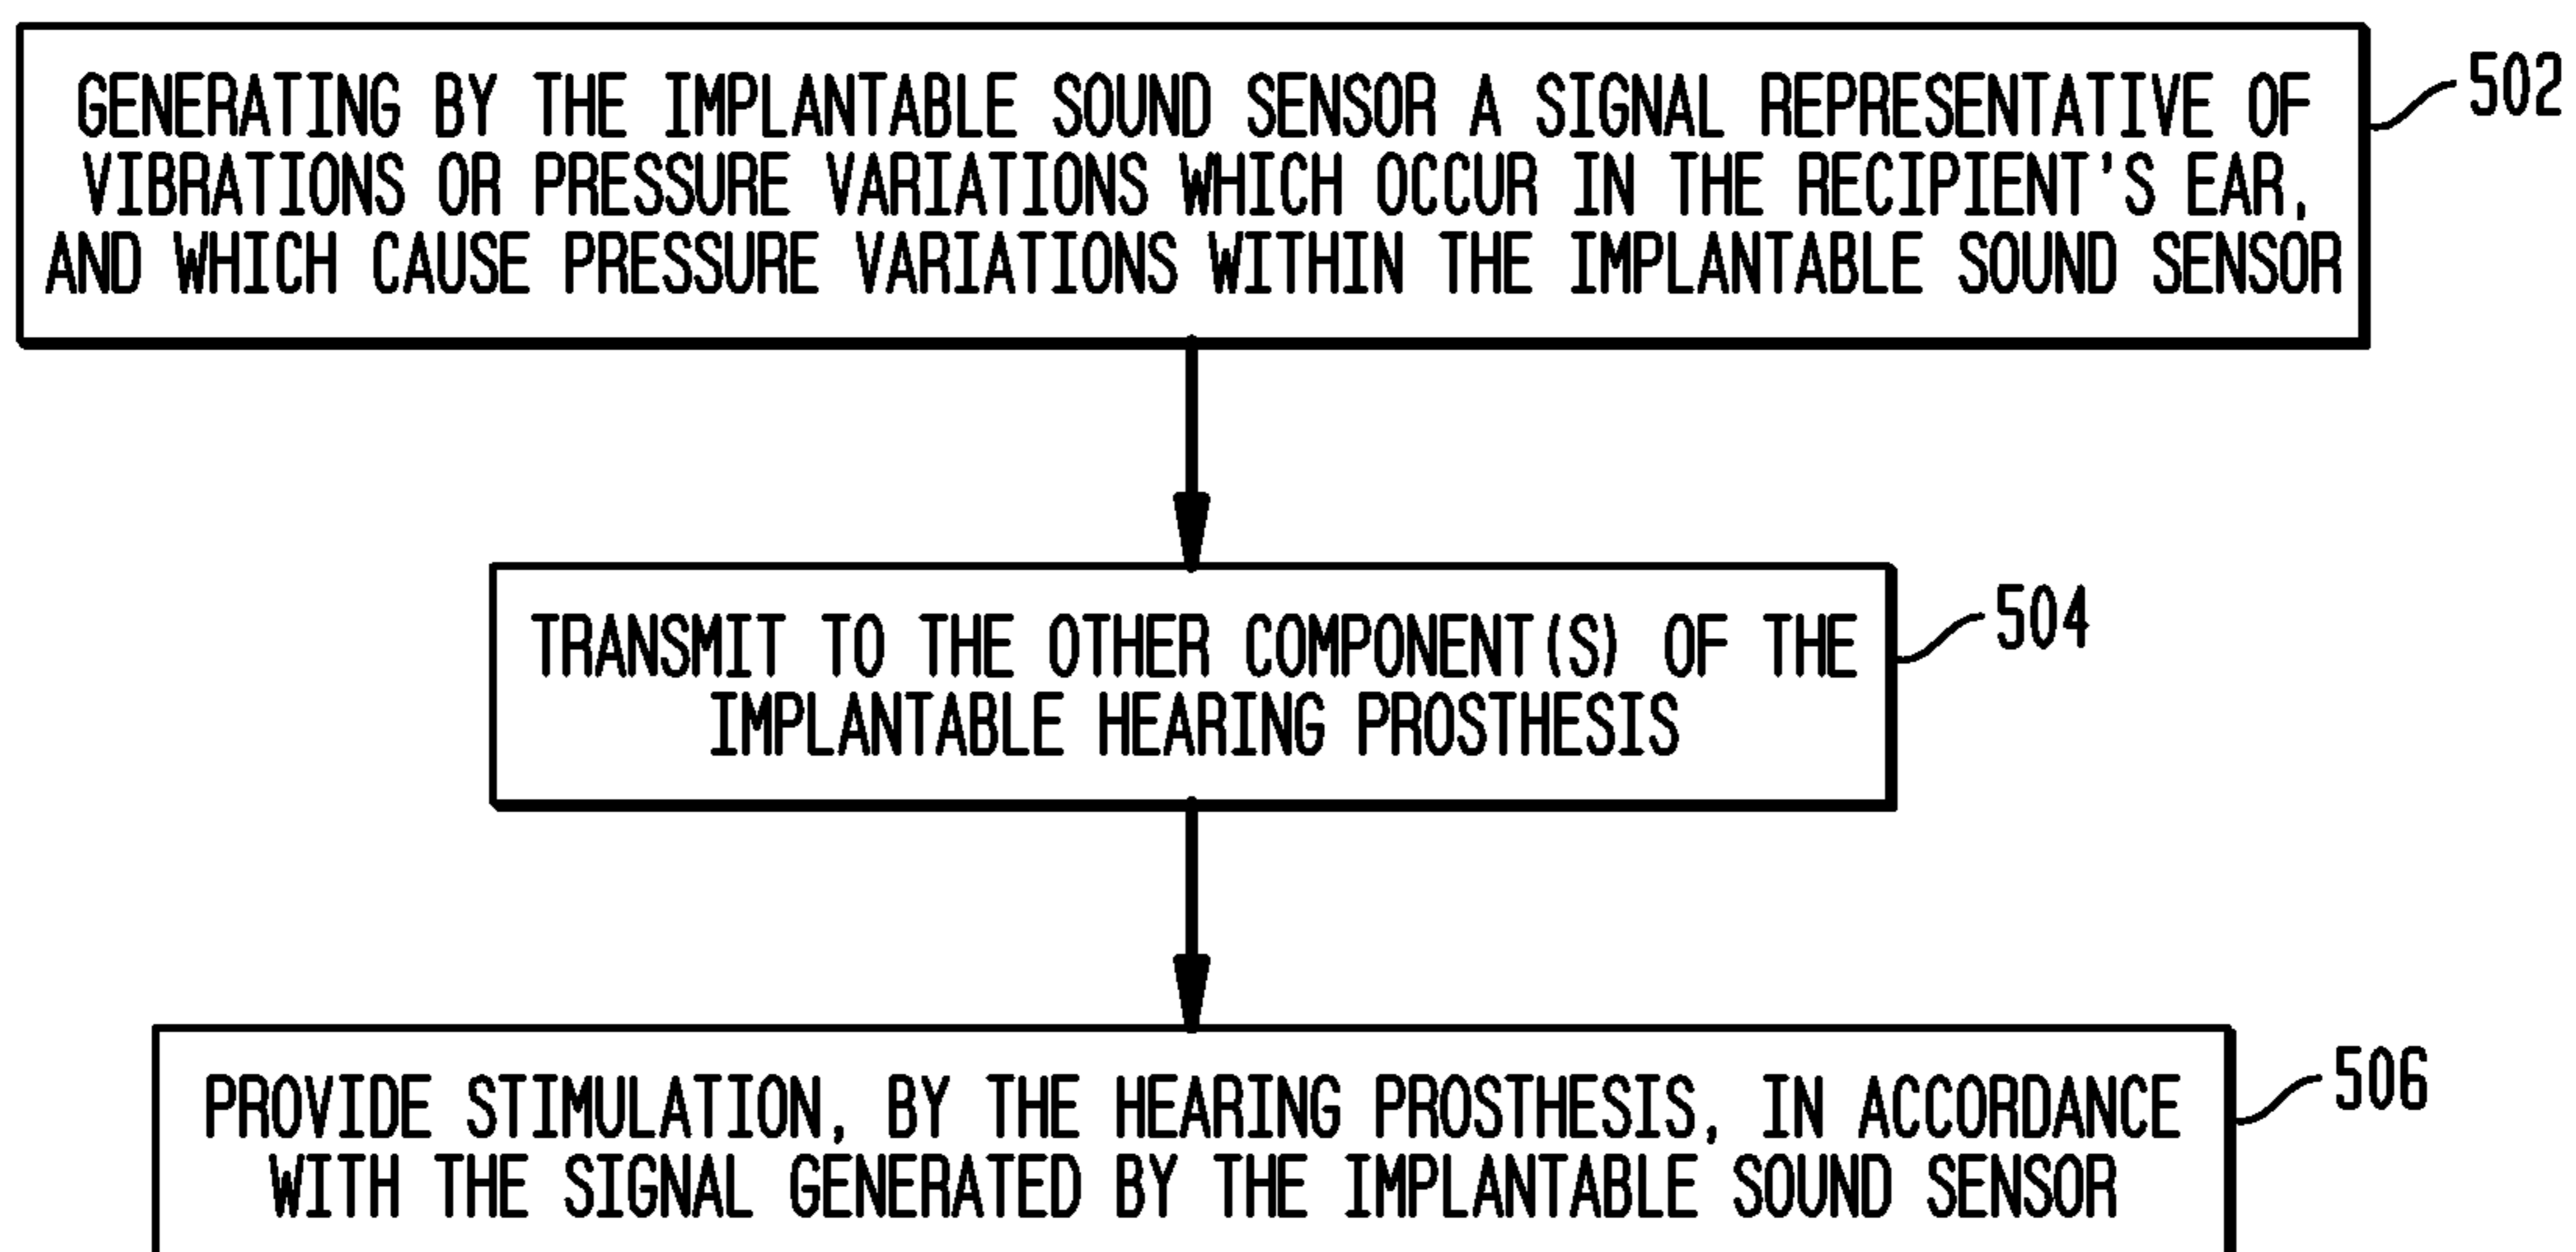 GENERATING BY THE IMPLANTABLE SOUND SENSOR A SIGNAL REPRESENTATIVE OF
VIBRATIONS OR PRESSURE VARIATIONS WHICH OCCUR IN THE RECIPIENT'S EAR,
AND WHICH CAUSE PRESSURE VARIATIONS WITHIN THE IMPLANTABLE SOUND SENSOR
502
TRANSMIT TO THE OTHER COMPONENT(S) OF THE
IMPLANTABLE HEARING PROSTHESIS
504
PROVIDE STIMULATION, BY THE HEARING PROSTHESIS, IN ACCORDANCE
WITH THE SIGNAL GENERATED BY THE IMPLANTABLE SOUND SENSOR
506